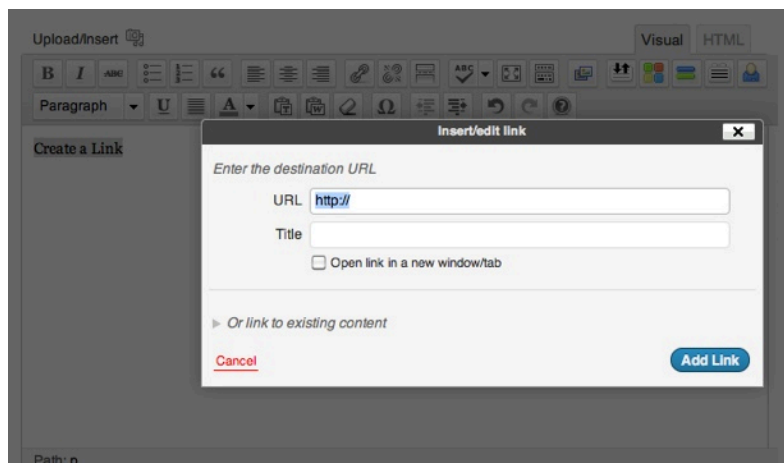 Upload/Insert
Visual HTML
B I ABC ABC
Paragraph U A T W Ω
Insert/edit link
Create a Link
Enter the destination URL
URL http://
Title
Open link in a new window/tab
Or link to existing content
Cancel Add Link
Path: p